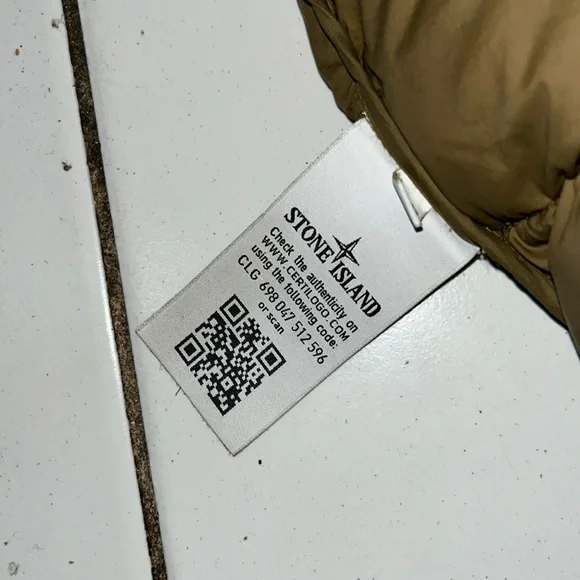 STONE ISLAND
Check the authenticity on
WWW.CERTILOGO.COM
using the following code:
CLG 698 047 512 596
or scan